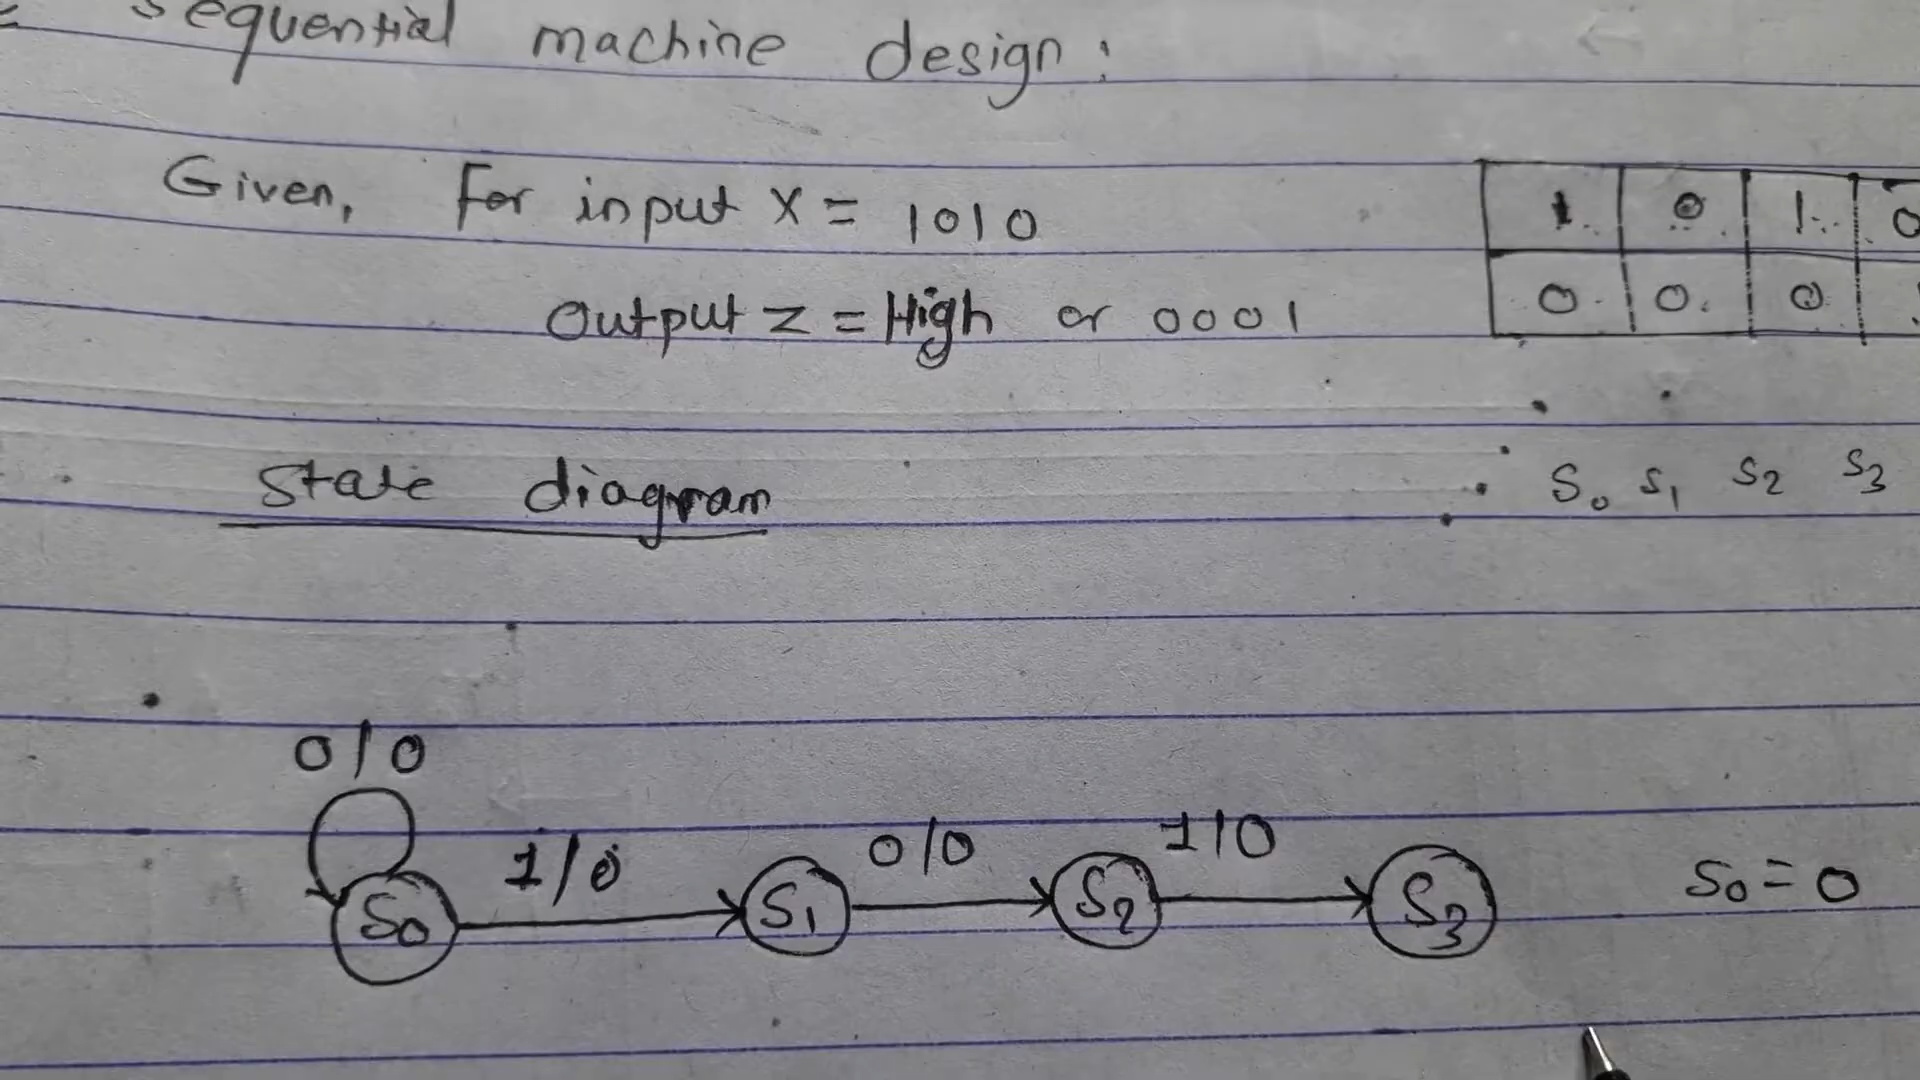 Sequential machine design:
Given, For input X = 1010
Output Z = High or 0001
1 0 1 0
0 0 0
State diagram
S0 S1 S2 S3
0/0
1/0 0/0 1/0
S0 S1 S2 S3 S0 = 0